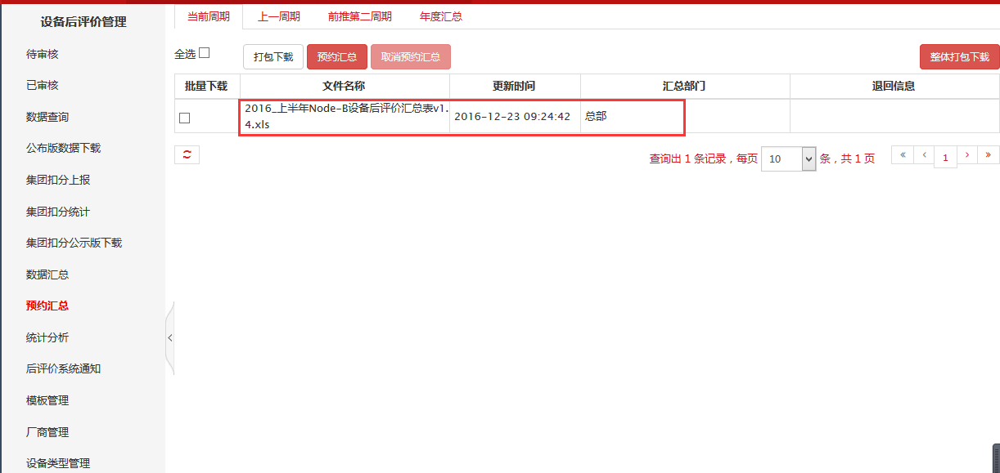 设备后评价管理
待审核
已审核
数据查询
公布版数据下载
集团扣分上报
集团扣分统计
集团扣分公示版下载
数据汇总
预约汇总
统计分析
后评价系统通知
模板管理
厂商管理
设备类型管理
当前周期 上一周期 前推第二周期 年度汇总
全选 打包下载 预约汇总 取消预约汇总 整体打包下载
批量下载 文件名称 更新时间 汇总部门 退回信息
2016_上半年Node-B设备后评价汇总表v1.
4.xls
2016-12-23 09:24:42 总部
查询出 1 条记录，每页 10 条，共 1 页 « ‹ 1 › »